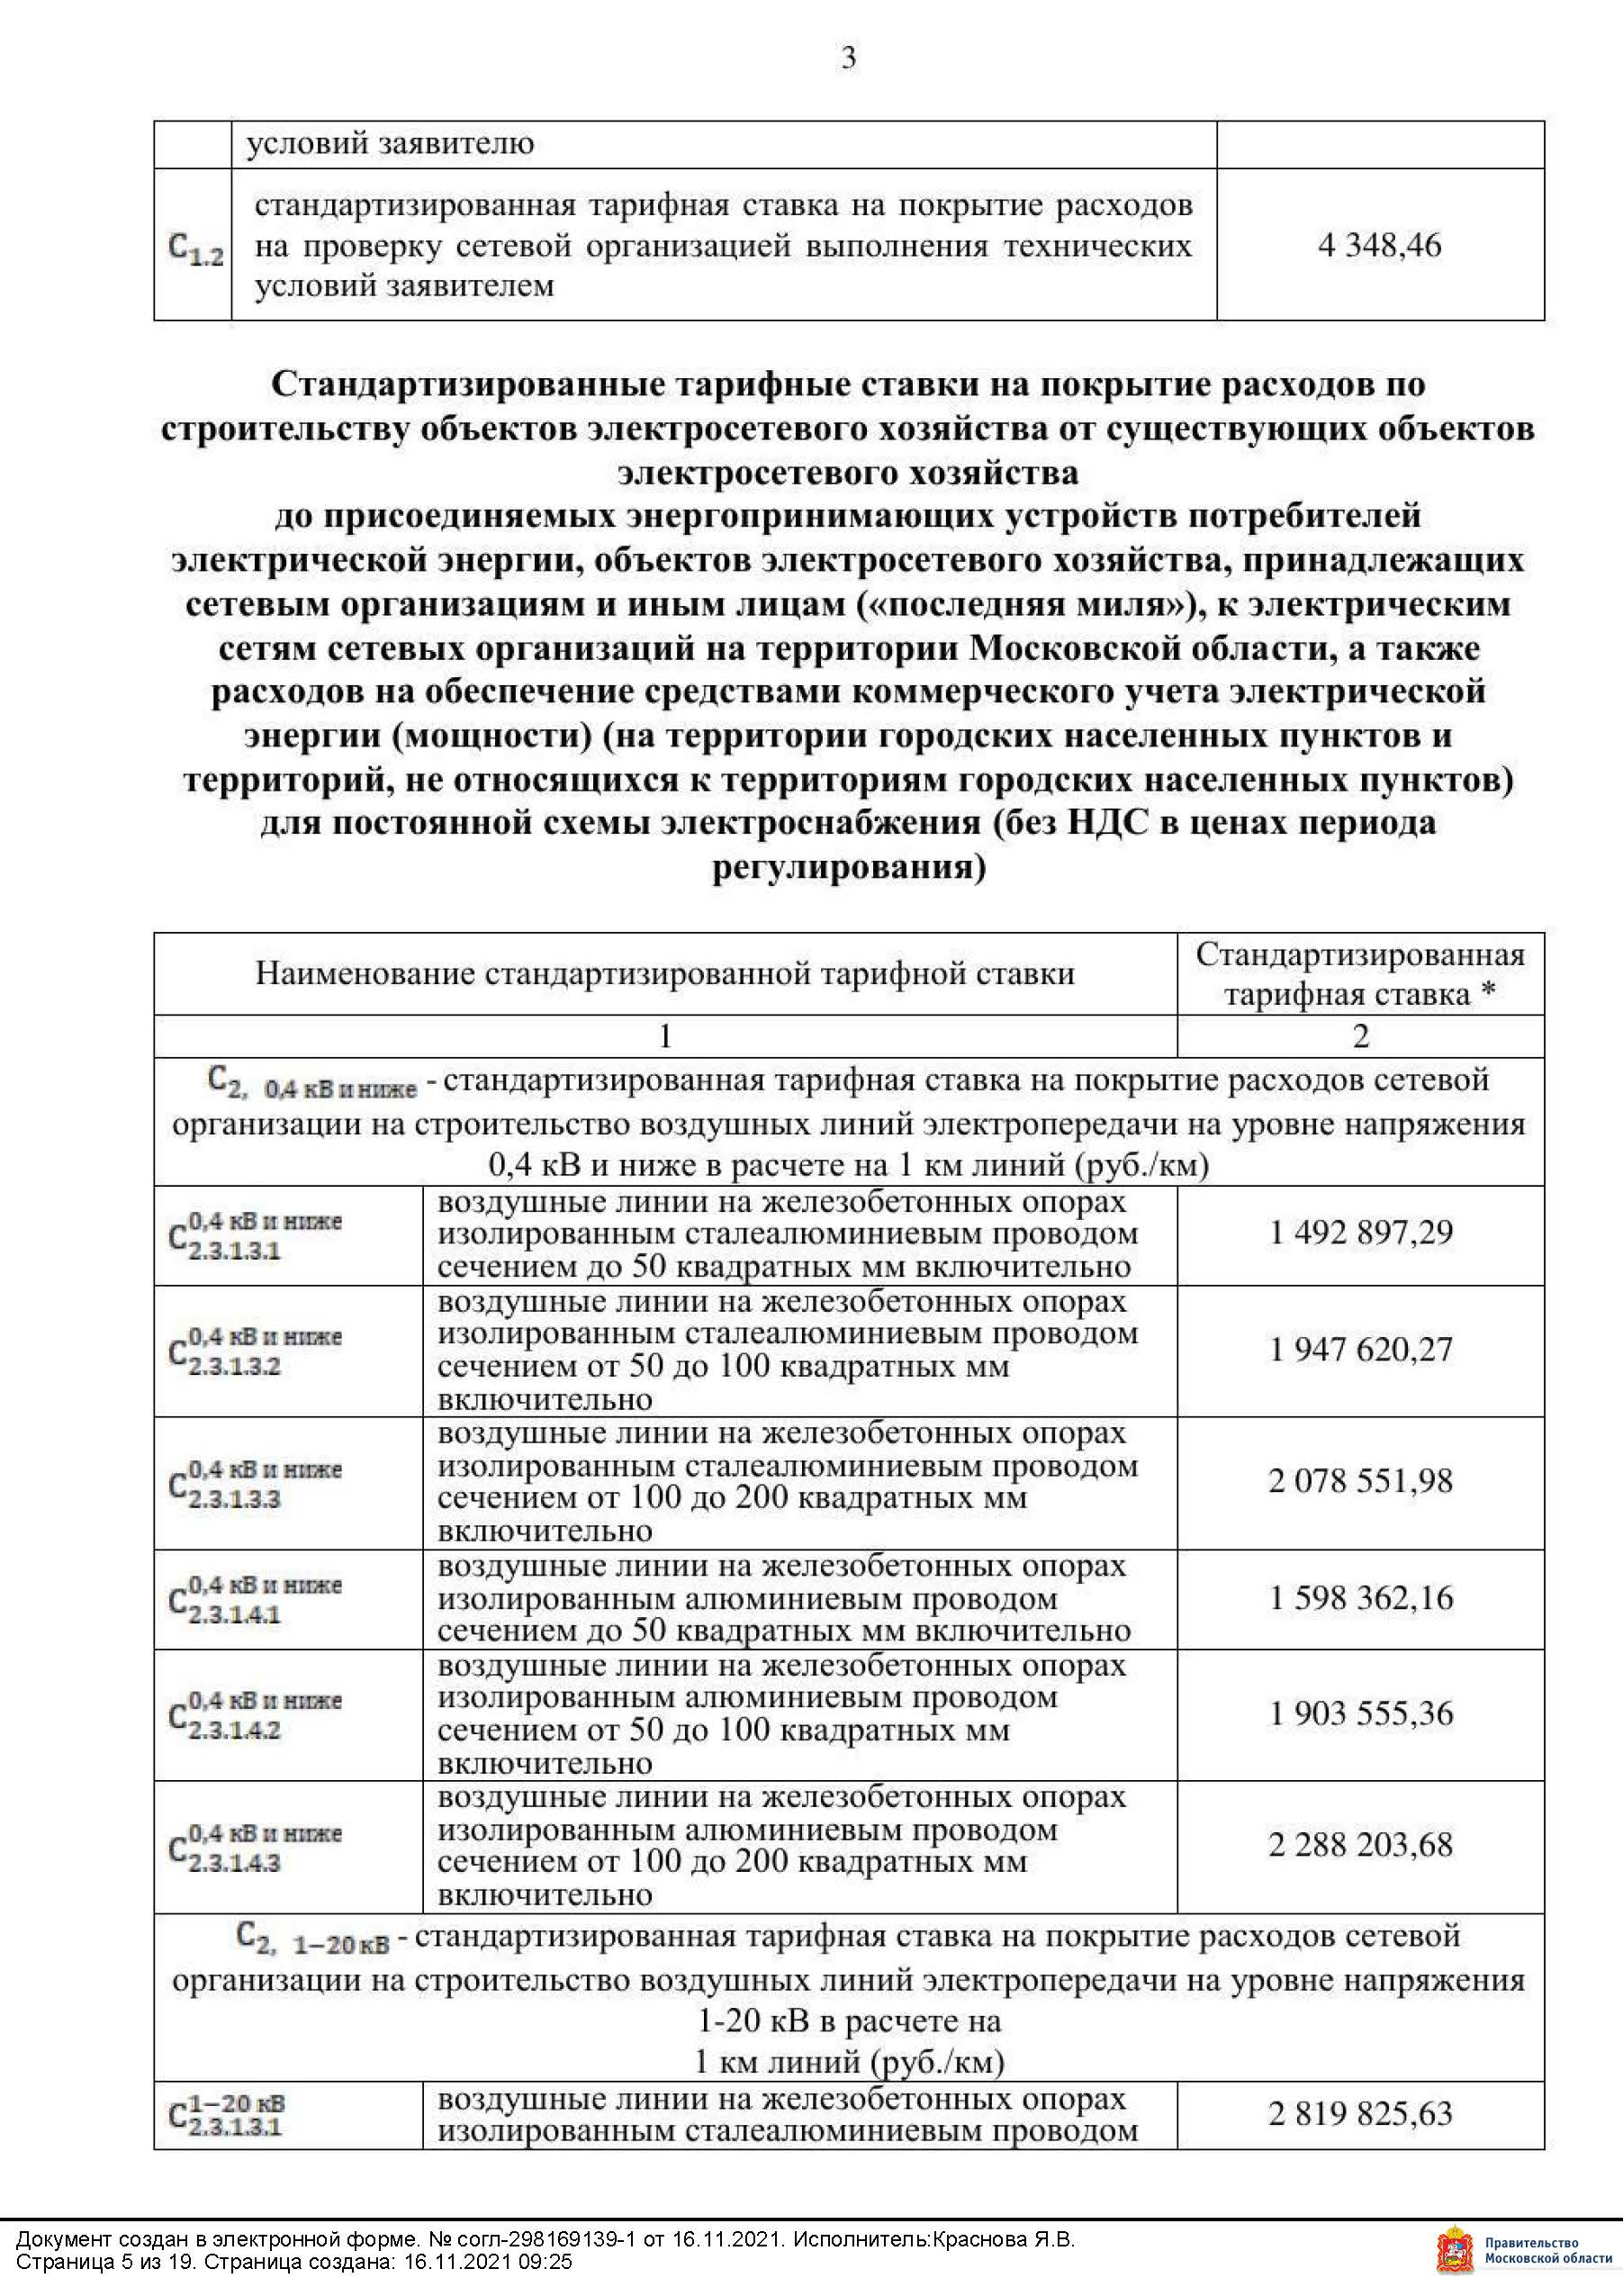 3
условий заявителю
С1.2
стандартизированная тарифная ставка на покрытие расходов
на проверку сетевой организацией выполнения технических
условий заявителем
4 348,46
Стандартизированные тарифные ставки на покрытие расходов по
строительству объектов электросетевого хозяйства от существующих объектов
электросетевого хозяйства
до присоединяемых энергопринимающих устройств потребителей
электрической энергии, объектов электросетевого хозяйства, принадлежащих
сетевым организациям и иным лицам («последняя миля»), к электрическим
сетям сетевых организаций на территории Московской области, а также
расходов на обеспечение средствами коммерческого учета электрической
энергии (мощности) (на территории городских населенных пунктов и
территорий, не относящихся к территориям городских населенных пунктов)
для постоянной схемы электроснабжения (без НДС в ценах периода
регулирования)
Наименование стандартизированной тарифной ставки
Стандартизированная
тарифная ставка *
1
2
С2, 0,4 кВ и ниже - стандартизированная тарифная ставка на покрытие расходов сетевой
организации на строительство воздушных линий электропередачи на уровне напряжения
0,4 кВ и ниже в расчете на 1 км линий (руб./км)
С 0,4 кВ и ниже 2.3.1.3.1
воздушные линии на железобетонных опорах
изолированным сталеалюминиевым проводом
сечением до 50 квадратных мм включительно
1 492 897,29
С 0,4 кВ и ниже 2.3.1.3.2
воздушные линии на железобетонных опорах
изолированным сталеалюминиевым проводом
сечением от 50 до 100 квадратных мм
включительно
1 947 620,27
С 0,4 кВ и ниже 2.3.1.3.3
воздушные линии на железобетонных опорах
изолированным сталеалюминиевым проводом
сечением от 100 до 200 квадратных мм
включительно
2 078 551,98
С 0,4 кВ и ниже 2.3.1.4.1
воздушные линии на железобетонных опорах
изолированным алюминиевым проводом
сечением до 50 квадратных мм включительно
1 598 362,16
С 0,4 кВ и ниже 2.3.1.4.2
воздушные линии на железобетонных опорах
изолированным алюминиевым проводом
сечением от 50 до 100 квадратных мм
включительно
1 903 555,36
С 0,4 кВ и ниже 2.3.1.4.3
воздушные линии на железобетонных опорах
изолированным алюминиевым проводом
сечением от 100 до 200 квадратных мм
включительно
2 288 203,68
С2, 1–20 кВ - стандартизированная тарифная ставка на покрытие расходов сетевой
организации на строительство воздушных линий электропередачи на уровне напряжения
1-20 кВ в расчете на
1 км линий (руб./км)
С 1–20 кВ 2.3.1.3.1
воздушные линии на железобетонных опорах
изолированным сталеалюминиевым проводом
2 819 825,63
Документ создан в электронной форме. № согл-298169139-1 от 16.11.2021. Исполнитель:Краснова Я.В.
Страница 5 из 19. Страница создана: 16.11.2021 09:25
Правительство
Московской области